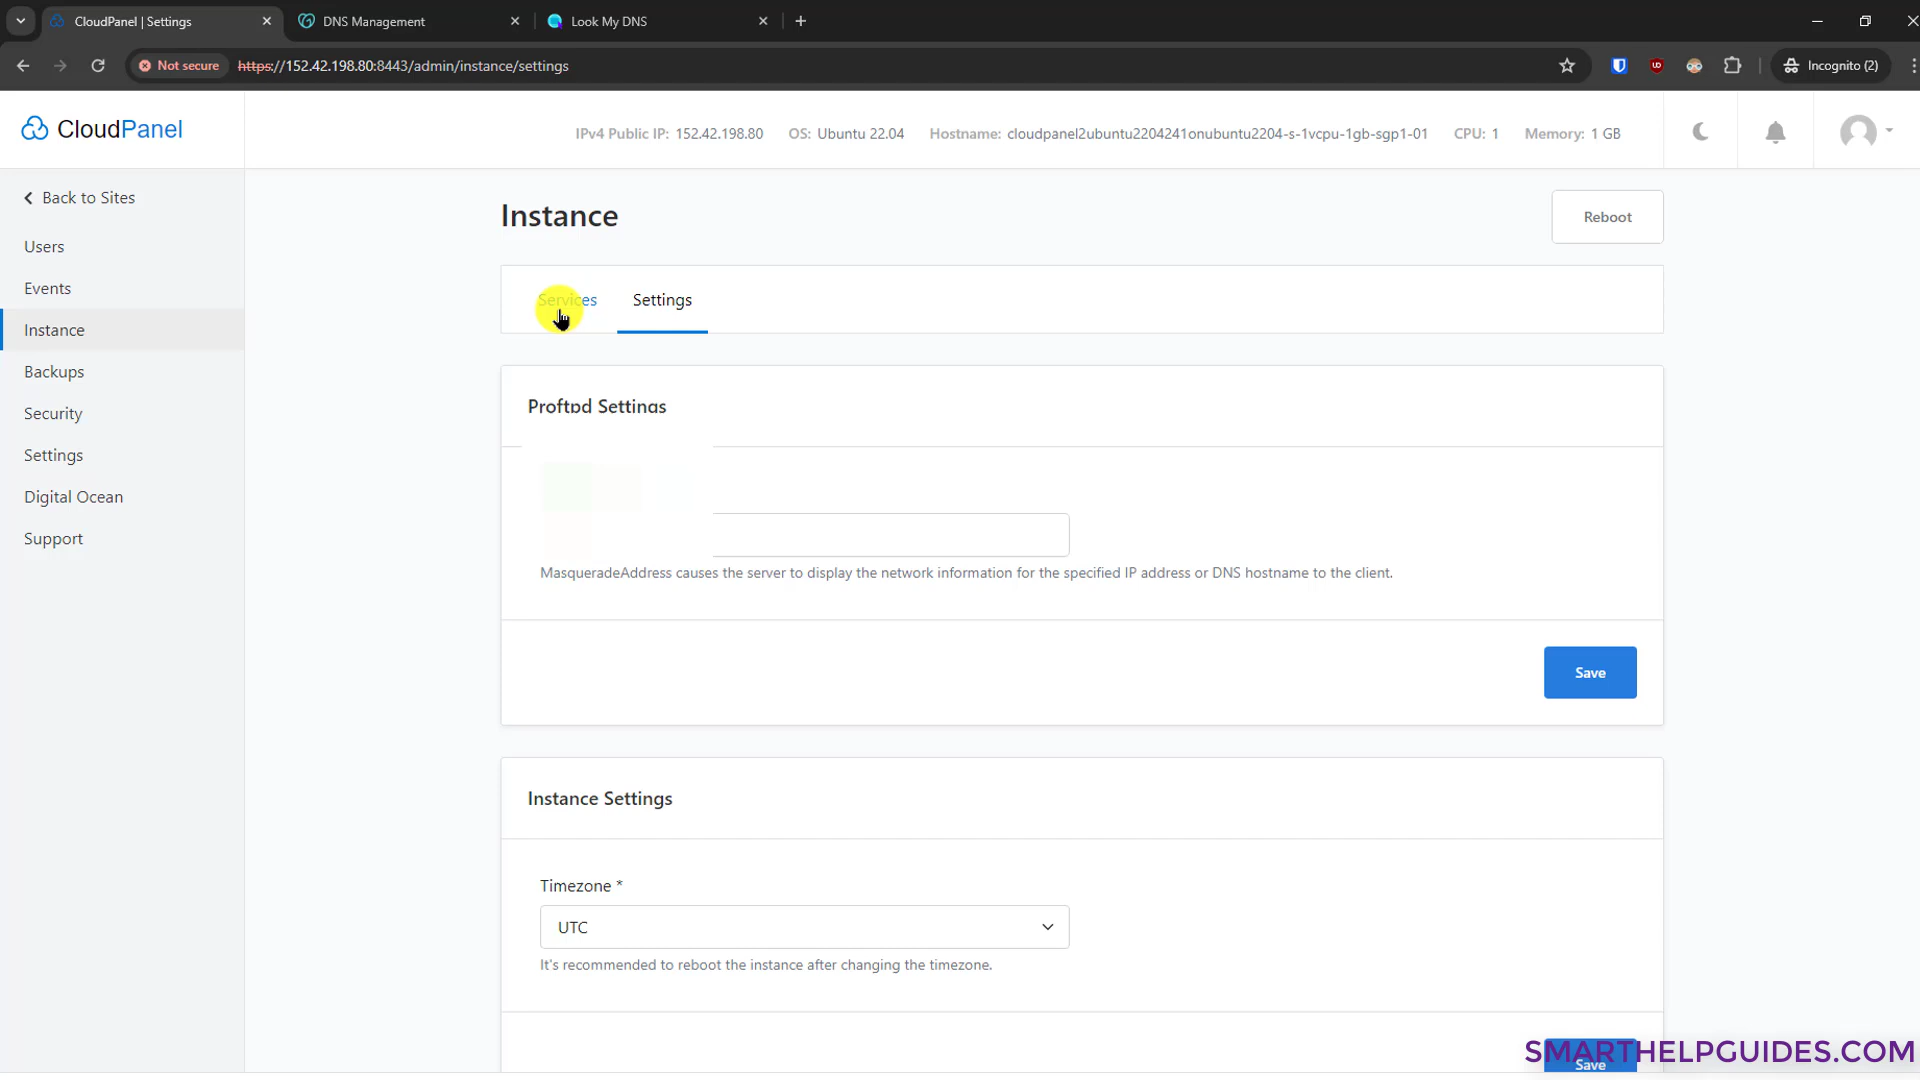 CloudPanel | Settings
DNS Management
Look My DNS
Not secure
https://152.42.198.80:8443/admin/instance/settings
Incognito (2)
CloudPanel
IPv4 Public IP: 152.42.198.80 OS: Ubuntu 22.04 Hostname: cloudpanel2ubuntu2204241onubuntu2204-s-1vcpu-1gb-sgp1-01 CPU: 1 Memory: 1 GB
Back to Sites
Users
Events
Instance
Backups
Security
Settings
Digital Ocean
Support
Instance
Reboot
Services
Settings
Proftpd Settings
MasqueradeAddress causes the server to display the network information for the specified IP address or DNS hostname to the client.
Save
Instance Settings
Timezone *
UTC
It's recommended to reboot the instance after changing the timezone.
Save
SMARTHELPGUIDES.COM